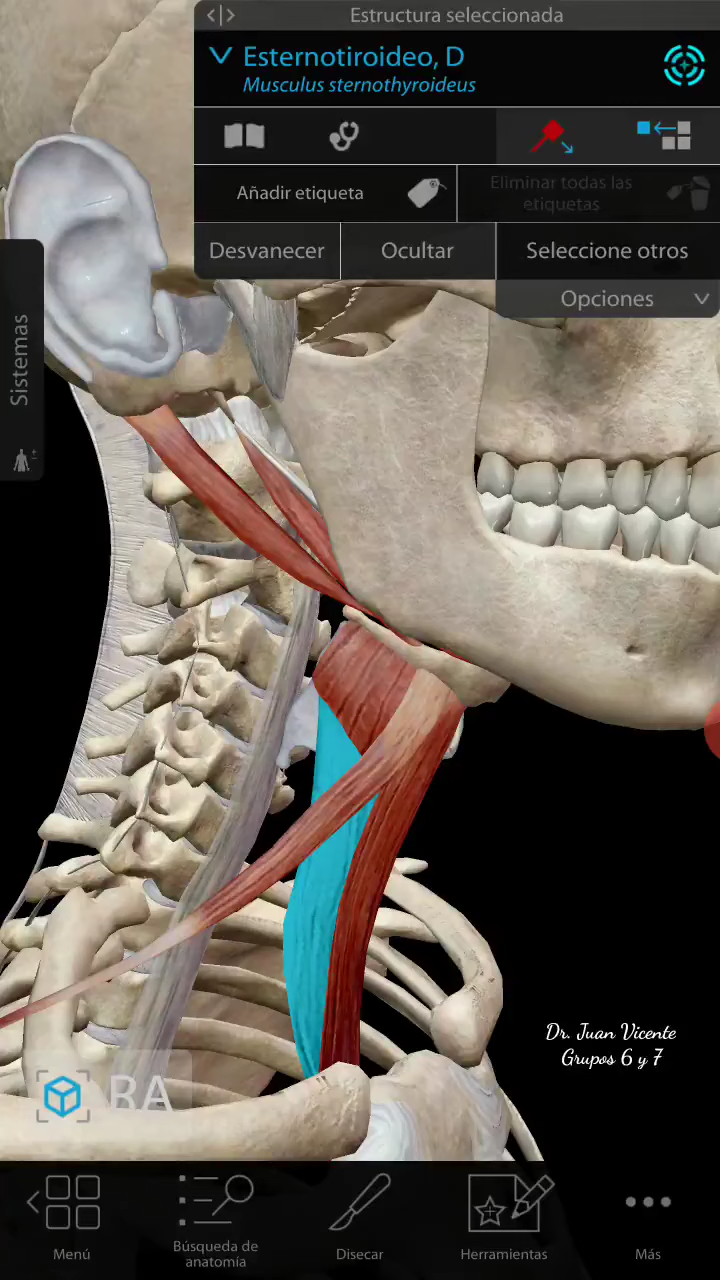 Estructura seleccionada
Esternotiroideo, D
Musculus sternothyroideus
Añadir etiqueta
Eliminar todas las
etiquetas
Desvanecer
Ocultar
Seleccione otros
Opciones
Sistemas
Dr. Juan Vicente
Grupos 6 y 7
RA
Menú
Búsqueda de
anatomía
Disecar
Herramientas
Más